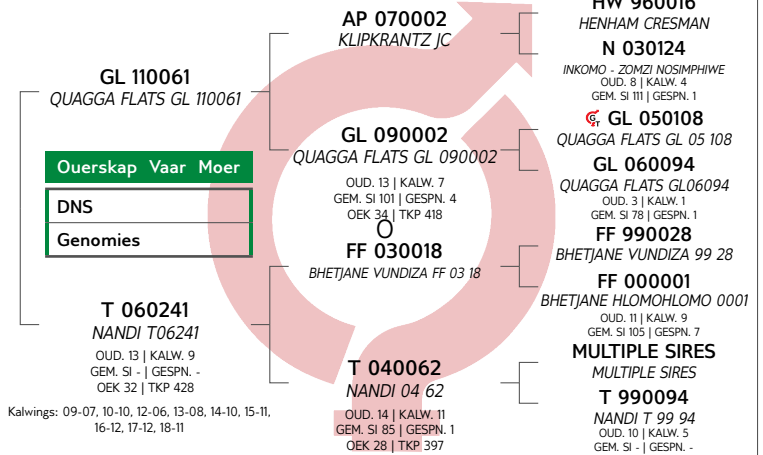 GL 110061
QUAGGA FLATS GL 110061
Ouerskap Vaar Moer
DNS
Genomies
T 060241
NANDI T06241
OUD. 13 | KALW. 9
GEM. SI - | GESPN. -
OEK 32 | TKP 428
Kalwings: 09-07, 10-10, 12-06, 13-08, 14-10, 15-11,
16-12, 17-12, 18-11
AP 070002
KLIPKRANTZ JC
GL 090002
QUAGGA FLATS GL 090002
OUD. 13 | KALW. 7
GEM. SI 101 | GESPN. 4
OEK 34 | TKP 418
O
FF 030018
BHETJANE VUNDIZA FF 03 18
T 040062
NANDI 04 62
OUD. 14 | KALW. 11
GEM. SI 85 | GESPN. 1
OEK 28 | TKP 397
HW 960016
HENHAM CRESMAN
N 030124
INKOMO - ZOMZI NOSIMPHIWE
OUD. 8 | KALW. 4
GEM. SI 111 | GESPN. 1
GL 050108
QUAGGA FLATS GL 05 108
GL 060094
QUAGGA FLATS GL06094
OUD. 3 | KALW. 1
GEM. SI 78 | GESPN. 1
FF 990028
BHETJANE VUNDIZA 99 28
FF 000001
BHETJANE HLOMOHLOMO 0001
OUD. 11 | KALW. 9
GEM. SI 105 | GESPN. 7
MULTIPLE SIRES
MULTIPLE SIRES
T 990094
NANDI T 99 94
OUD. 10 | KALW. 5
GEM. SI - | GESPN. -